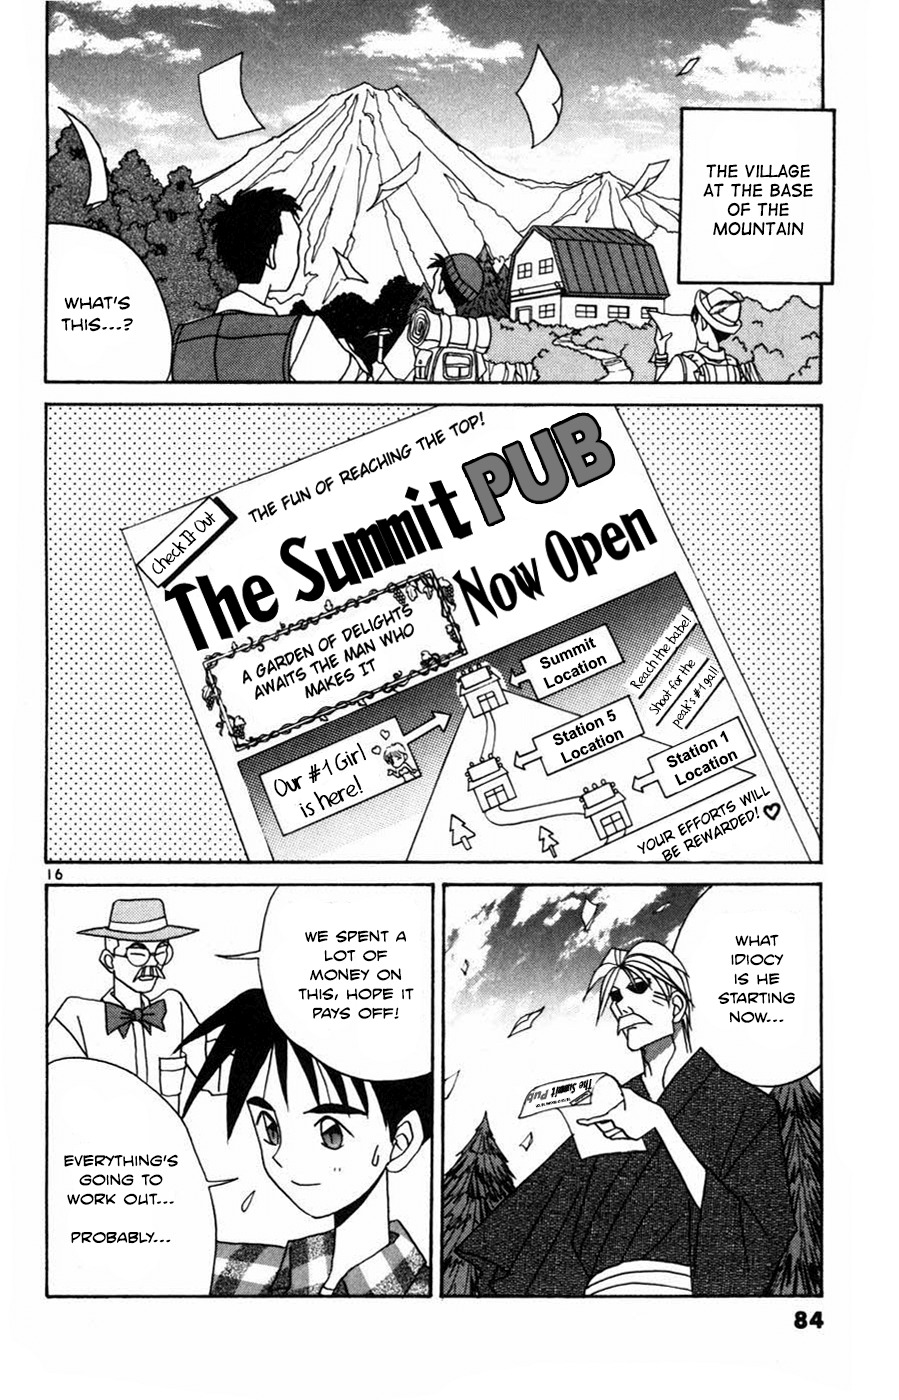 THE VILLAGE
AT THE BASE
OF THE
MOUNTAIN
WHAT'S
THIS...?
THE FUN OF REACHING THE TOP!
Check It Out
The Summit PUB
Now Open
A GARDEN OF DELIGHTS
AWAITS THE MAN WHO
MAKES IT
Summit
Location
Reach the babe!
Shoot for the
peak's #1 gal!
Station 5
Location
Station 1
Location
Our #1 Girl
is here!
YOUR EFFORTS WILL
BE REWARDED!
16
WE SPENT A
LOT OF
MONEY ON
THIS, HOPE IT
PAYS OFF!
EVERYTHING'S
GOING TO
WORK OUT...
PROBABLY...
WHAT
IDIOCY
IS HE
STARTING
NOW...
The Summit Pub
84